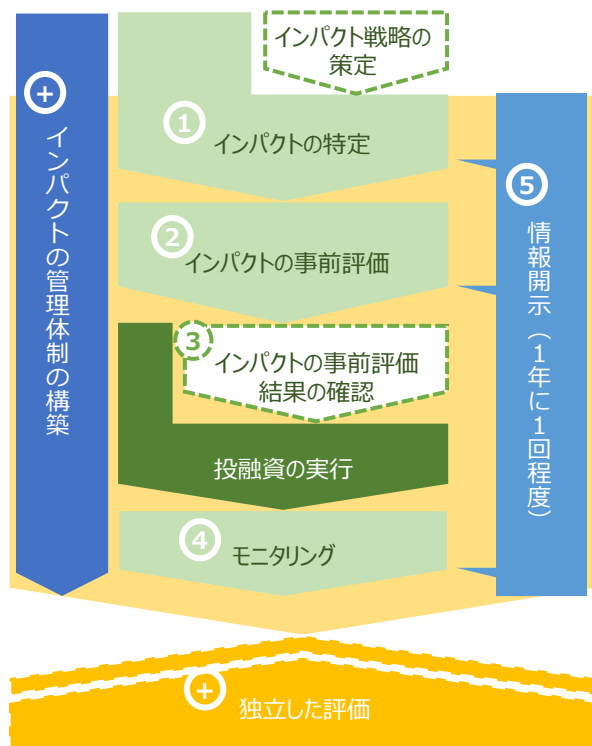 インパクト戦略の
策定
+
インパクトの管理体制の構築
1
インパクトの特定
2
インパクトの事前評価
3
インパクトの事前評価
結果の確認
投融資の実行
4
モニタリング
5
情報開示（1年に1回程度）
+
独立した評価